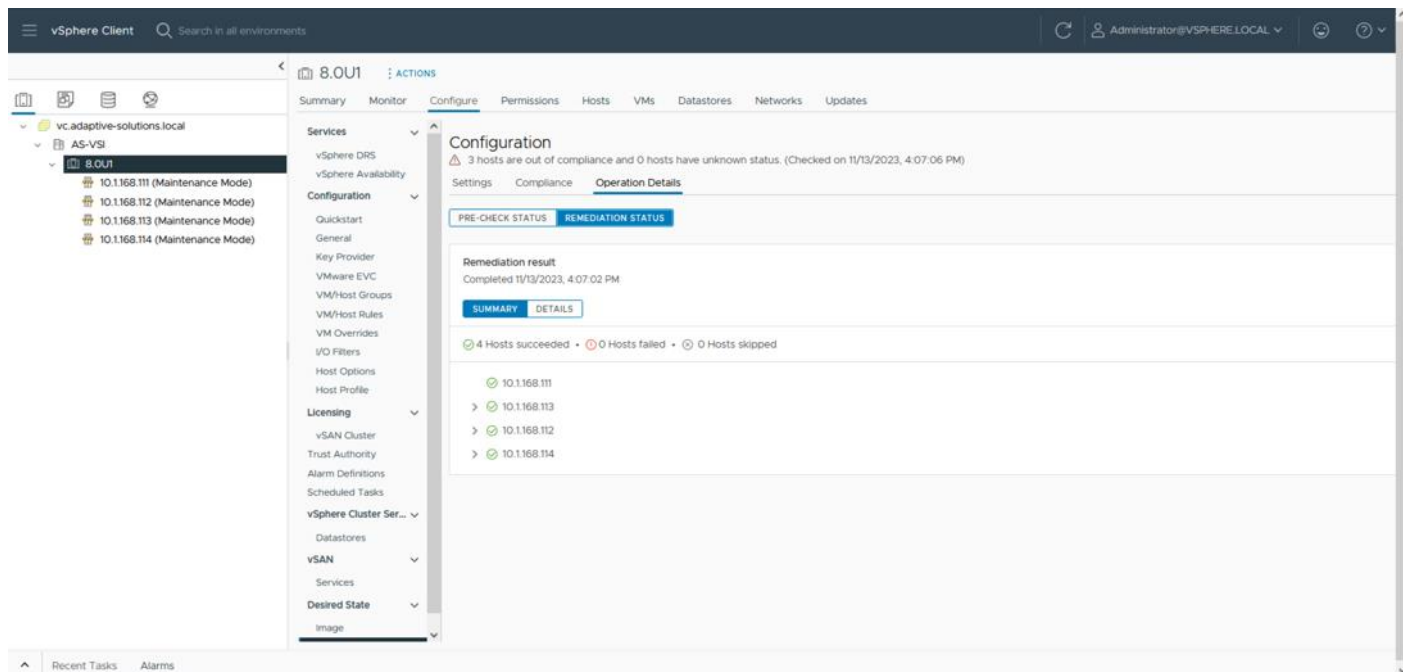 vSphere Client
Search in all environments
Administrator@VSPHERE.LOCAL
8.0U1
ACTIONS
Summary Monitor Configure Permissions Hosts VMs Datastores Networks Updates
vc.adaptive-solutions.local
AS-VSI
8.0U1
10.1.168.111 (Maintenance Mode)
10.1.168.112 (Maintenance Mode)
10.1.168.113 (Maintenance Mode)
10.1.168.114 (Maintenance Mode)
Services
vSphere DRS
vSphere Availability
Configuration
Quickstart
General
Key Provider
VMware EVC
VM/Host Groups
VM/Host Rules
VM Overrides
I/O Filters
Host Options
Host Profile
Licensing
vSAN Cluster
Trust Authority
Alarm Definitions
Scheduled Tasks
vSphere Cluster Ser...
Datastores
vSAN
Services
Desired State
Image
Configuration
3 hosts are out of compliance and 0 hosts have unknown status. (Checked on 11/13/2023, 4:07:06 PM)
Settings Compliance Operation Details
PRE-CHECK STATUS REMEDIATION STATUS
Remediation result
Completed 11/13/2023, 4:07:02 PM
SUMMARY DETAILS
4 Hosts succeeded • 0 Hosts failed • 0 Hosts skipped
10.1.168.111
10.1.168.113
10.1.168.112
10.1.168.114
Recent Tasks Alarms